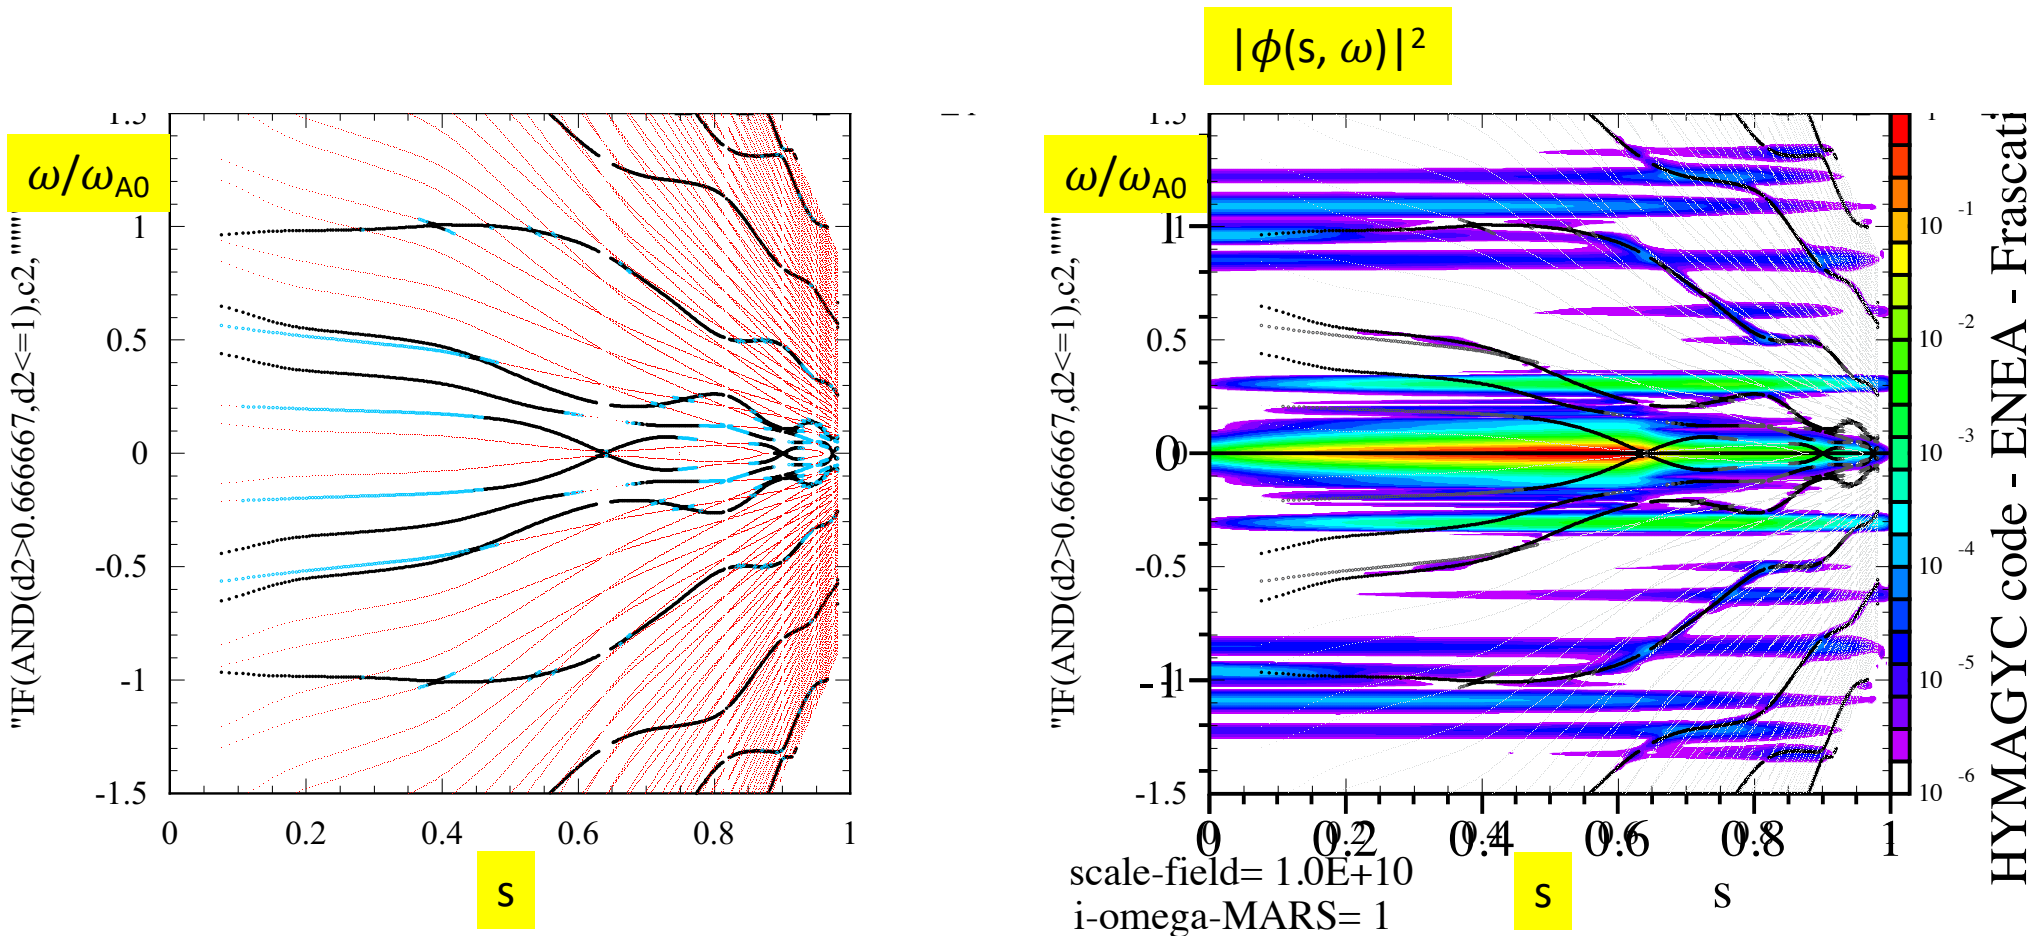 |ϕ(s, ω)|²
ω/ω_A0
"IF(AND(d2>0.666667,d2<=1),c2,""""
1.5
1
0.5
0
-0.5
-1
-1.5
0 0.2 0.4 0.6 0.8 1
s
ω/ω_A0
"IF(AND(d2>0.666667,d2<=1),c2,""""
1.5
1
0.5
0
-0.5
-1
-1.5
0 0.2 0.4 0.6 0.8 1
s
s
scale-field= 1.0E+10
i-omega-MARS= 1
1
10 -1
10 -2
10 -3
10 -4
10 -5
10 -6
HYMAGYC code - ENEA - Frascati